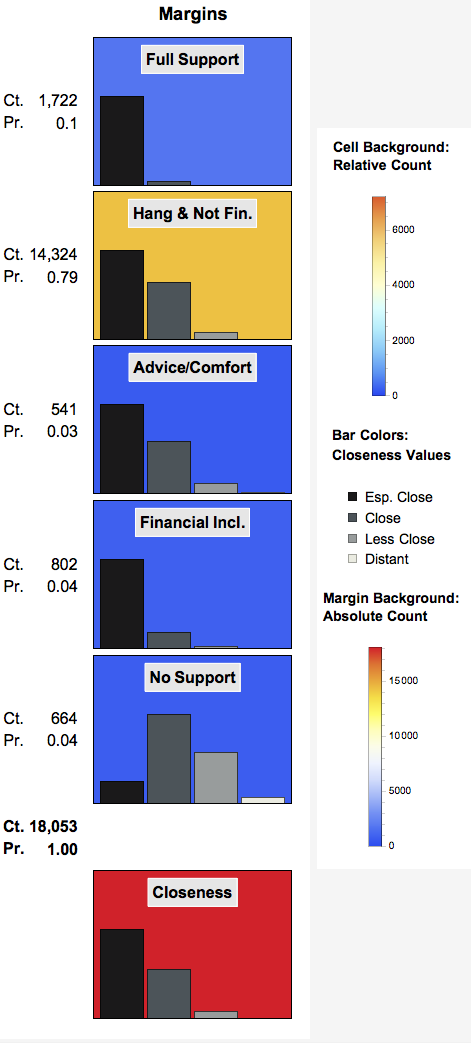 Margins
Full Support
Ct. 1,722
Pr. 0.1
Hang & Not Fin.
Ct. 14,324
Pr. 0.79
Advice/Comfort
Ct. 541
Pr. 0.03
Financial Incl.
Ct. 802
Pr. 0.04
No Support
Ct. 664
Pr. 0.04
Ct. 18,053
Pr. 1.00
Closeness
Cell Background:
Relative Count
6000
4000
2000
0
Bar Colors:
Closeness Values
Esp. Close
Close
Less Close
Distant
Margin Background:
Absolute Count
15000
10000
5000
0